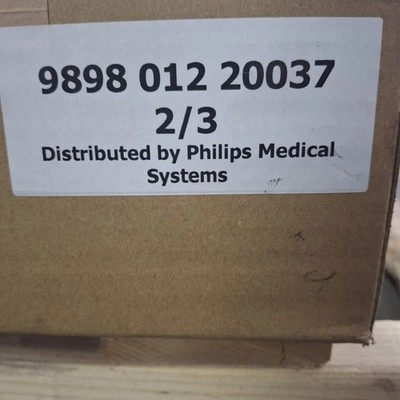 9898 012 20037
2/3
Distributed by Philips Medical
Systems